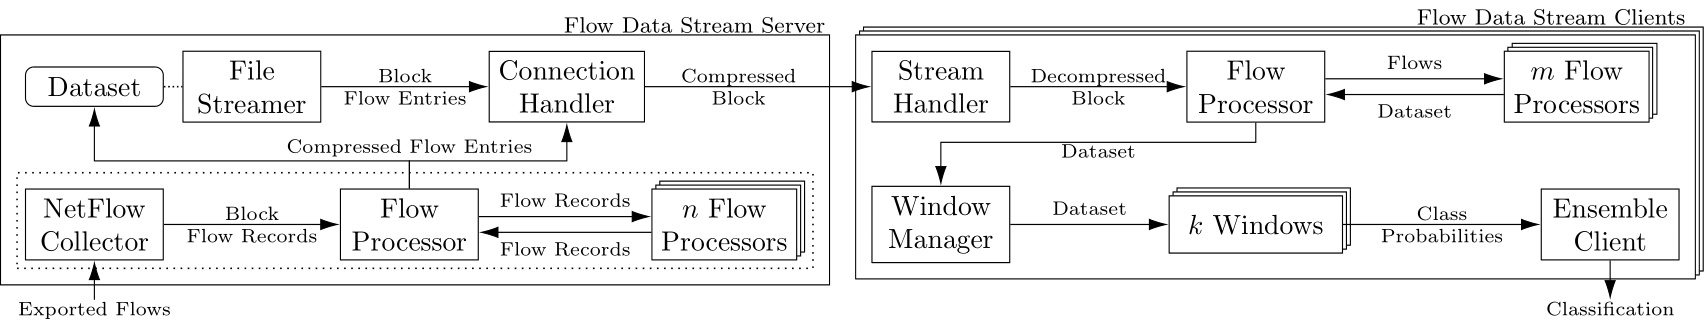 Flow Data Stream Server
Dataset
File
Streamer
Block
Flow Entries
Connection
Handler
Compressed
Block
Compressed Flow Entries
NetFlow
Collector
Block
Flow Records
Flow
Processor
Flow Records
Flow Records
n Flow
Processors
Exported Flows
Flow Data Stream Clients
Stream
Handler
Decompressed
Block
Flow
Processor
Flows
Dataset
m Flow
Processors
Dataset
Window
Manager
Dataset
k Windows
Class
Probabilities
Ensemble
Client
Classification